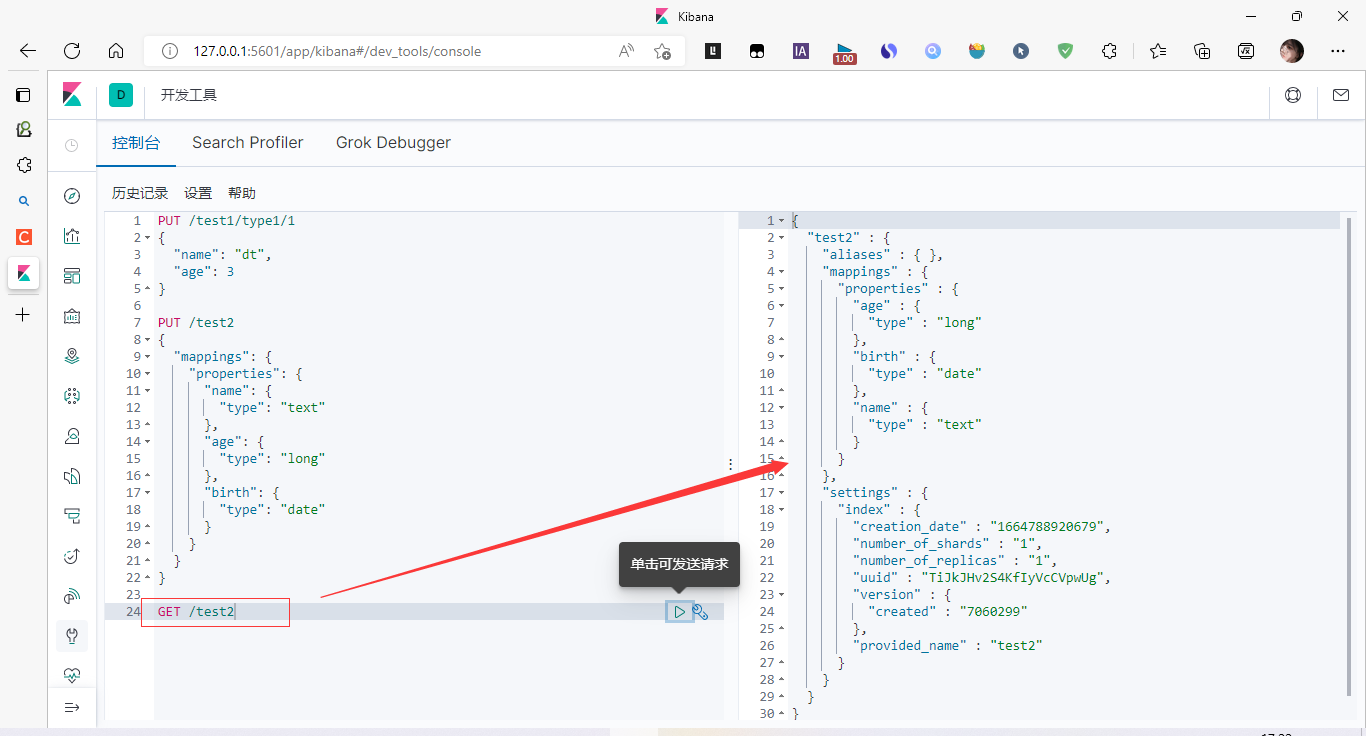 Kibana
127.0.0.1:5601/app/kibana#/dev_tools/console
1.00
D
开发工具
控制台
Search Profiler
Grok Debugger
历史记录
设置
帮助
1 PUT /test1/type1/1
2 {
3 "name": "dt",
4 "age": 3
5 }
6
7 PUT /test2
8 {
9 "mappings": {
10 "properties": {
11 "name": {
12 "type": "text"
13 },
14 "age": {
15 "type": "long"
16 },
17 "birth": {
18 "type": "date"
19 }
20 }
21 }
22 }
23
24 GET /test2
单击可发送请求
1 {
2 "test2" : {
3 "aliases" : { },
4 "mappings" : {
5 "properties" : {
6 "age" : {
7 "type" : "long"
8 },
9 "birth" : {
10 "type" : "date"
11 },
12 "name" : {
13 "type" : "text"
14 }
15 }
16 },
17 "settings" : {
18 "index" : {
19 "creation_date" : "1664788920679",
20 "number_of_shards" : "1",
21 "number_of_replicas" : "1",
22 "uuid" : "TiJkJHv2S4KfIyVcCVpwUg",
23 "version" : {
24 "created" : "7060299"
25 },
26 "provided_name" : "test2"
27 }
28 }
29 }
30 }